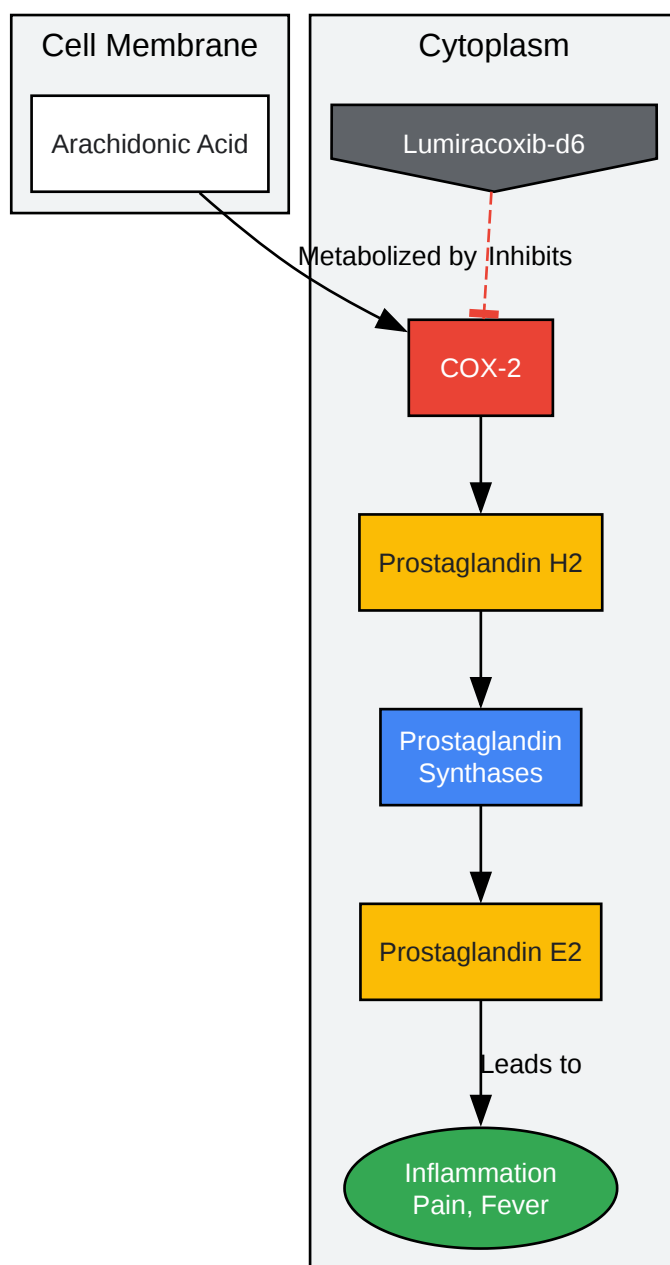 Cell Membrane
Cytoplasm
Arachidonic Acid
Lumiracoxib-d6
Metabolized by
Inhibits
COX-2
Prostaglandin H2
Prostaglandin
Synthases
Prostaglandin E2
Leads to
Inflammation
Pain, Fever